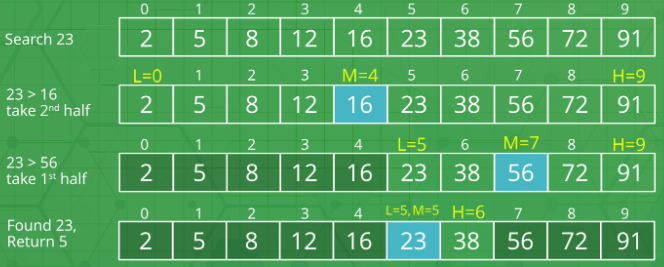 0 1 2 3 4 5 6 7 8 9
Search 23 2 5 8 12 16 23 38 56 72 91
L=0 1 2 3 M=4 5 6 7 8 H=9
23 > 16
take 2nd half 2 5 8 12 16 23 38 56 72 91
0 1 2 3 4 L=5 6 M=7 8 H=9
23 > 56
take 1st half 2 5 8 12 16 23 38 56 72 91
0 1 2 3 4 L=5, M=5 H=6 7 8 9
Found 23,
Return 5 2 5 8 12 16 23 38 56 72 91